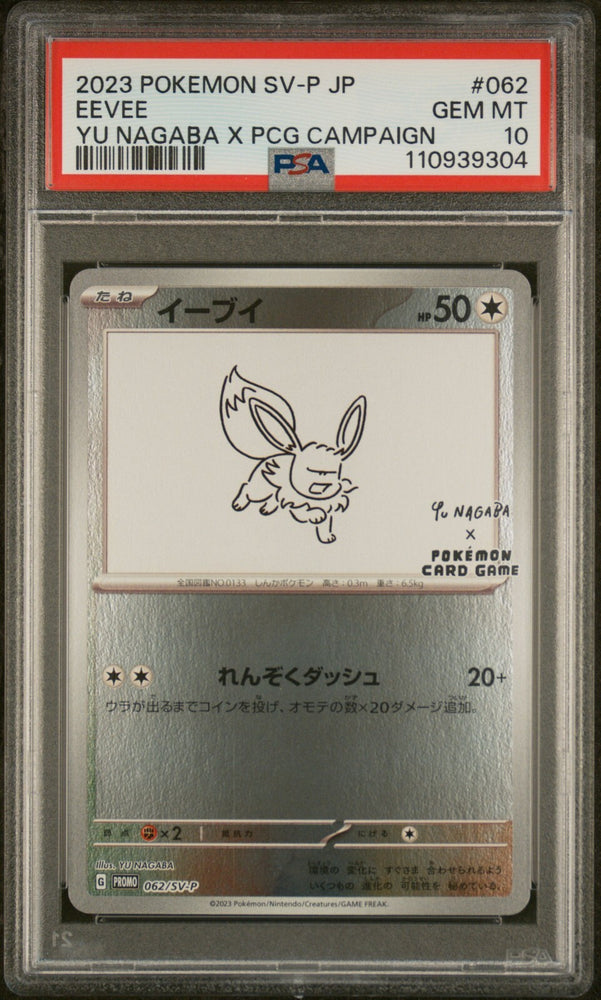 2023 POKEMON SV-P JP #062
EEVEE GEM MT
YU NAGABA X PCG CAMPAIGN 10
PSA 110939304
たね イーブイ HP 50
Yu NAGABA
X
POKÉMON
CARD GAME
全国図鑑NO.0133 しんかポケモン 高さ:0.3m 重さ:6.5kg
れんぞくダッシュ 20+
ウラが出るまでコインを投げ、オモテの数×20ダメージ追加。
弱点 ×2 抵抗力 にげる
Illus. YU NAGABA
環境の 変化に すぐさま 合わせられるよう
G PROMO 062/SV-P
いくつもの 進化の 可能性を 秘めている。
©2023 Pokémon/Nintendo/Creatures/GAME FREAK.